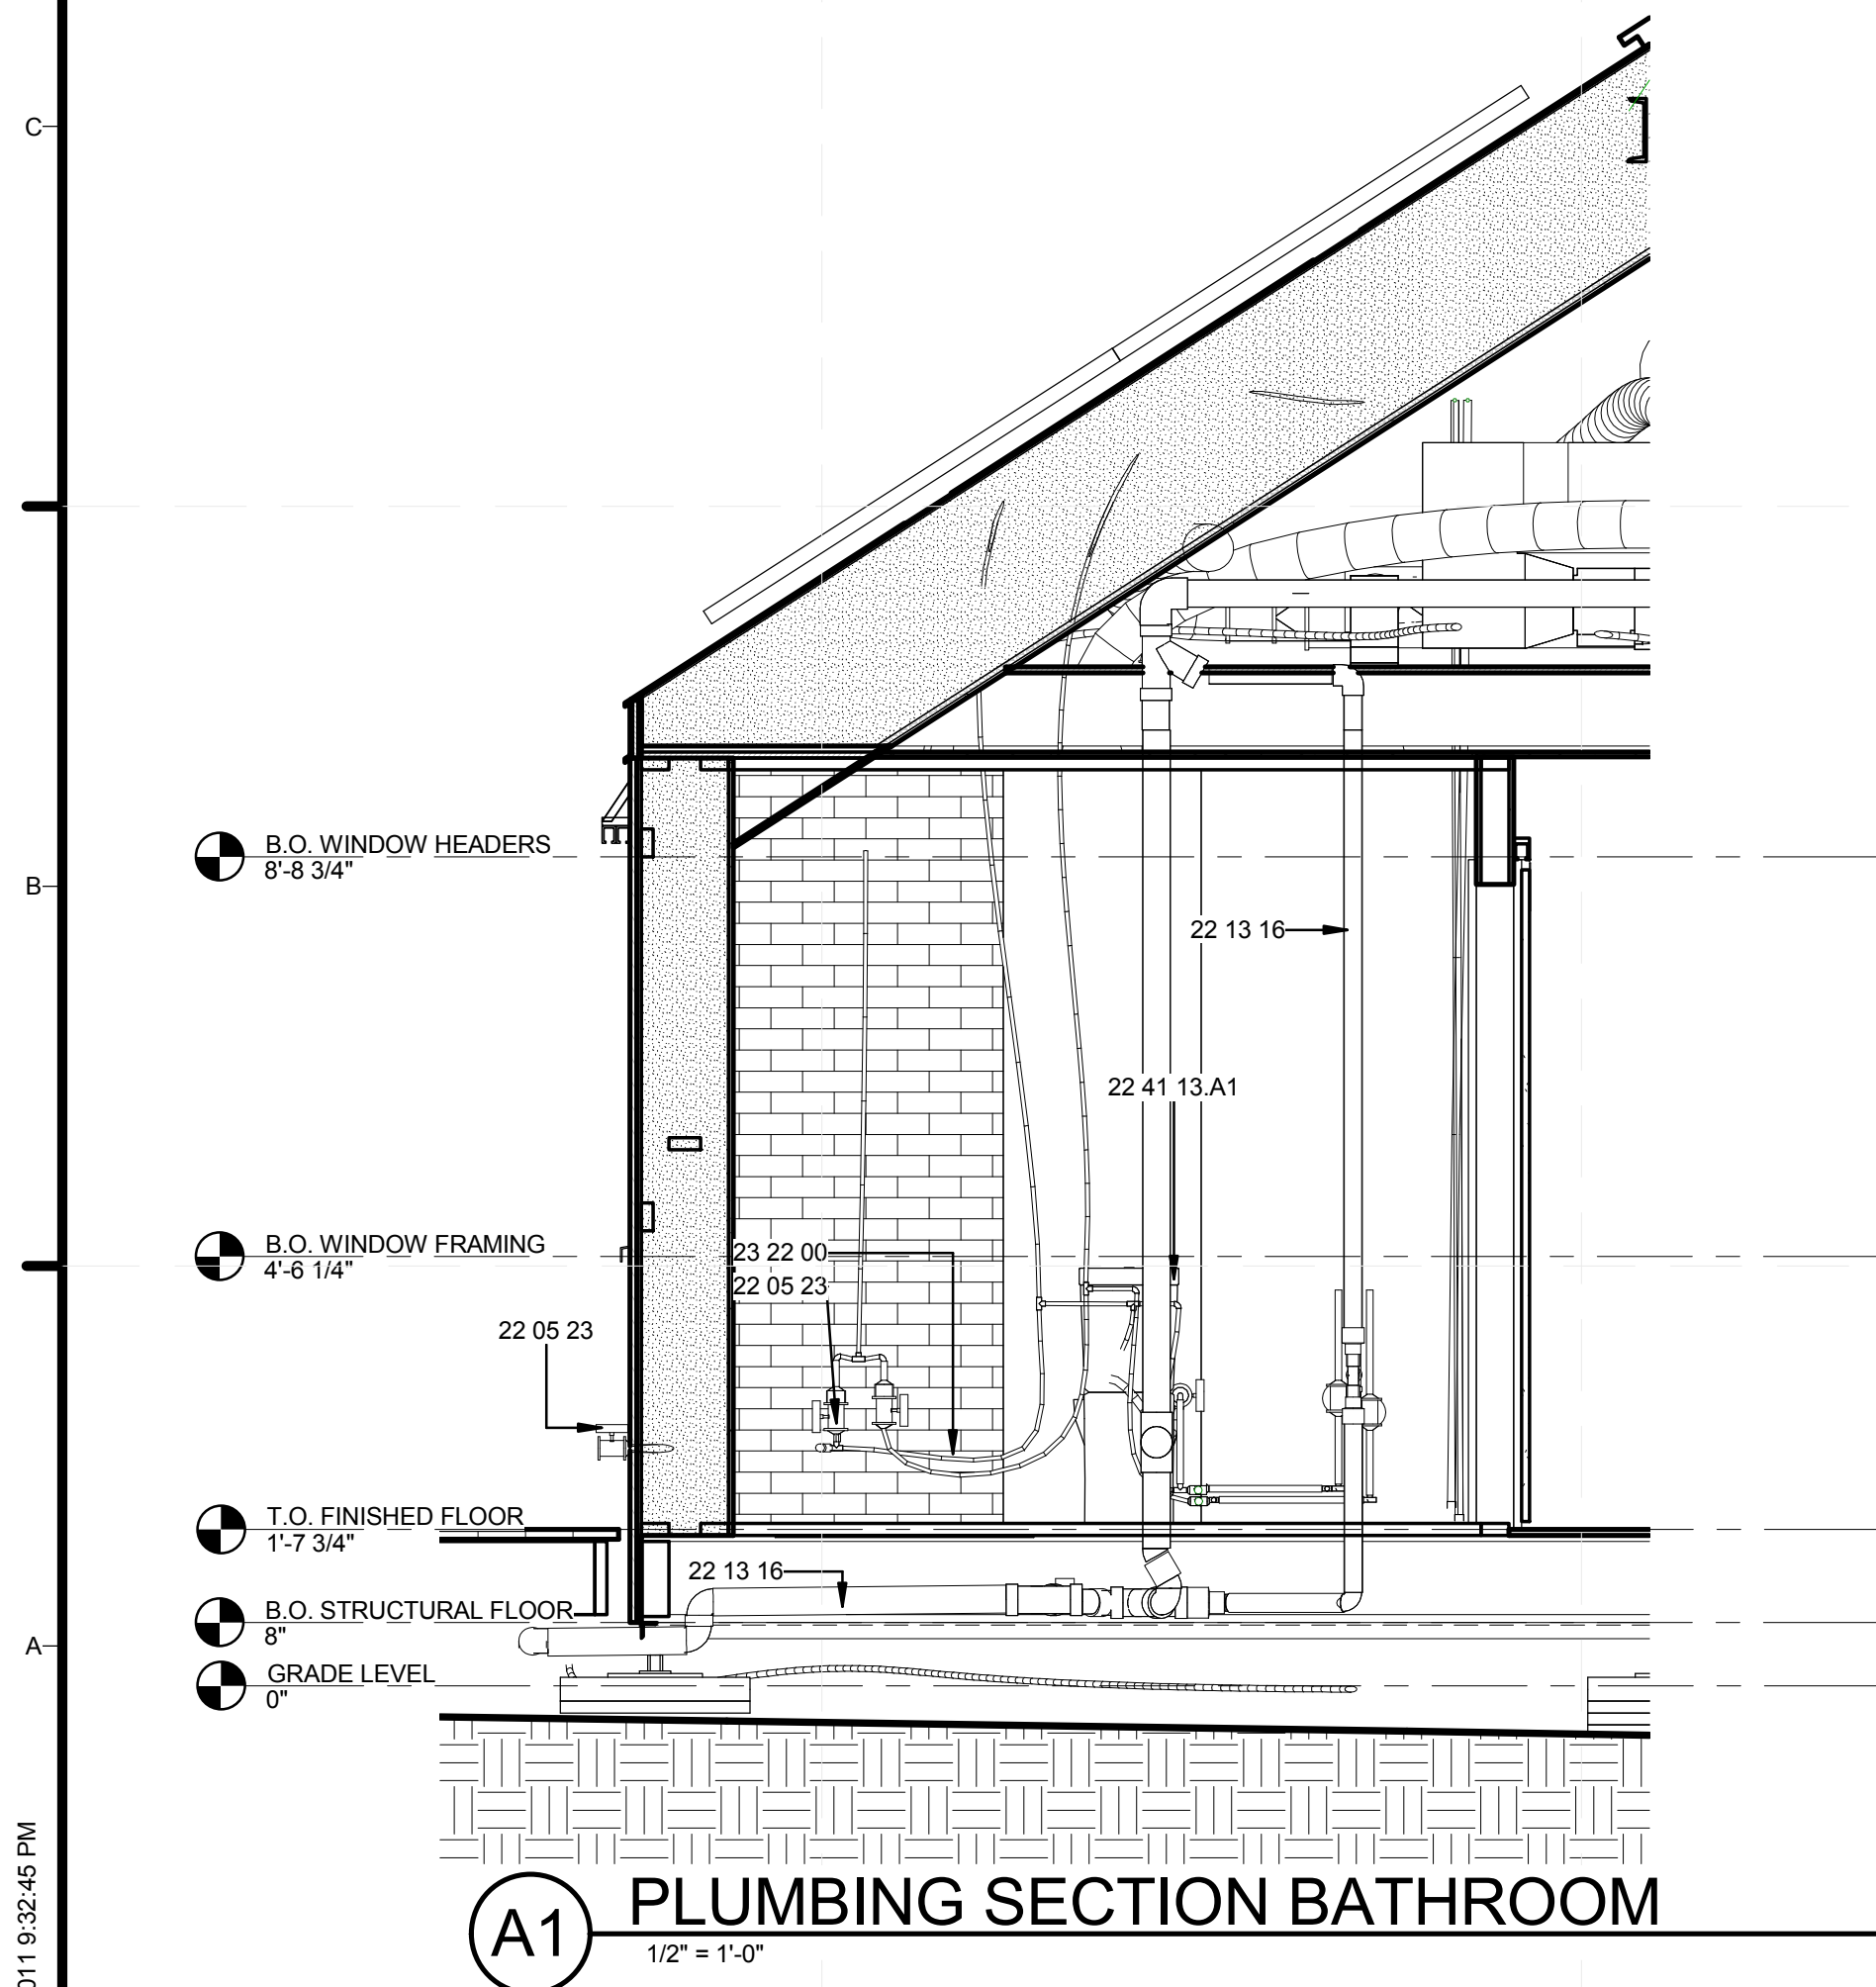 C
B.O. WINDOW HEADERS
8'-8 3/4"
B
22 13 16
22 41 13.A1
B.O. WINDOW FRAMING
4'-6 1/4"
23 22 00
22 05 23
22 05 23
T.O. FINISHED FLOOR
1'-7 3/4"
22 13 16
B.O. STRUCTURAL FLOOR
8"
A
GRADE LEVEL
0"
011 9:32:45 PM
A1
PLUMBING SECTION BATHROOM
1/2" = 1'-0"